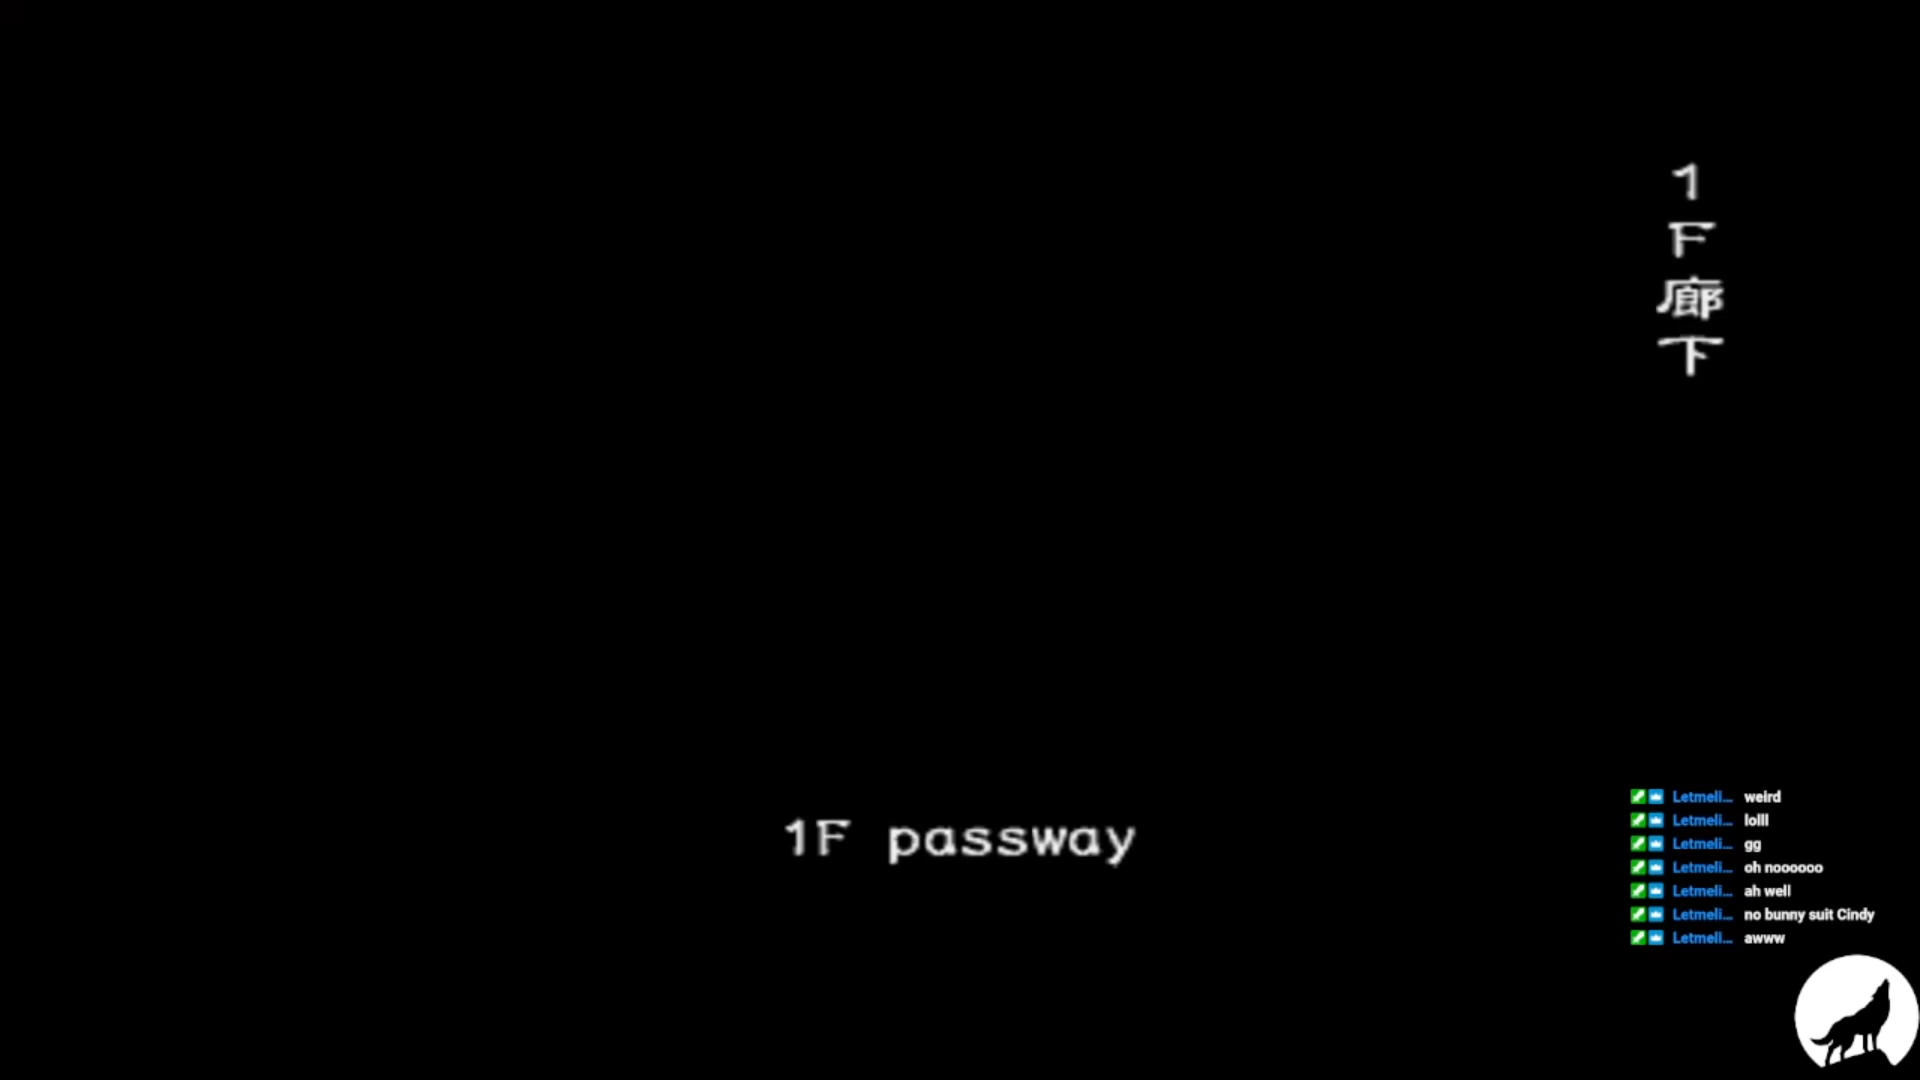 1F廊下
1F passway
Letmeli... weird
Letmeli... lolll
Letmeli... gg
Letmeli... oh noooooo
Letmeli... ah well
Letmeli... no bunny suit Cindy
Letmeli... awww